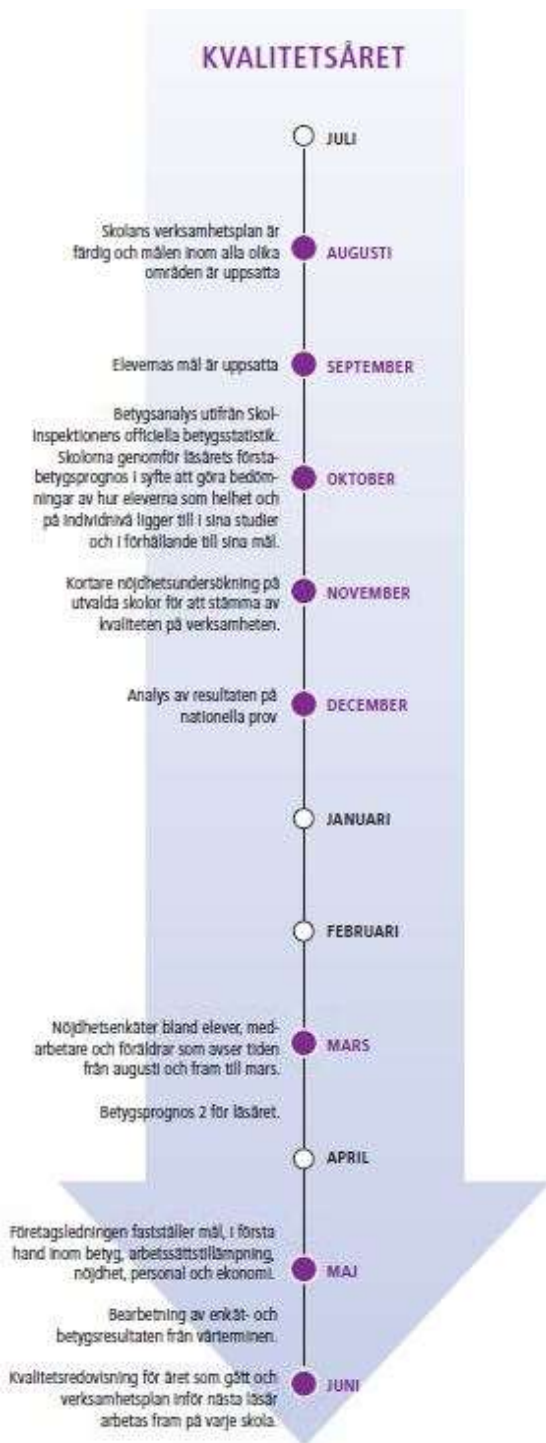 KVALITETSÅRET
JULI
Skolans verksamhetsplan är
färdig och målen inom alla olika
områden är uppsatta
AUGUSTI
Elevernas mål är uppsatta
SEPTEMBER
Betygsanalys utifrån Skol-
inspektionens officiella betygsstatistik.
Skolorna genomför läsårets första-
betygsprognos i syfte att göra bedöm-
ningar av hur eleverna som helhet och
på individnivå ligger till i sina studier
och i förhållande till sina mål.
OKTOBER
Kortare nöjdhetsundersökning på
utvalda skolor för att stämma av
kvaliteten på verksamheten.
NOVEMBER
Analys av resultaten på
nationella prov
DECEMBER
JANUARI
FEBRUARI
Nöjdhetsenkäter bland elever, med-
arbetare och föräldrar som avser tiden
från augusti och fram till mars.
MARS
Betygsprognos 2 för läsåret.
APRIL
Företagsledningen fastställer mål, i första
hand inom betyg, arbetssättstillämpning,
nöjdhet, personal och ekonomi.
MAJ
Bearbetning av enkät- och
betygsresultaten från vårterminen.
Kvalitetsredovisning för året som gått och
verksamhetsplan inför nästa läsår
arbetas fram på varje skola.
JUNI